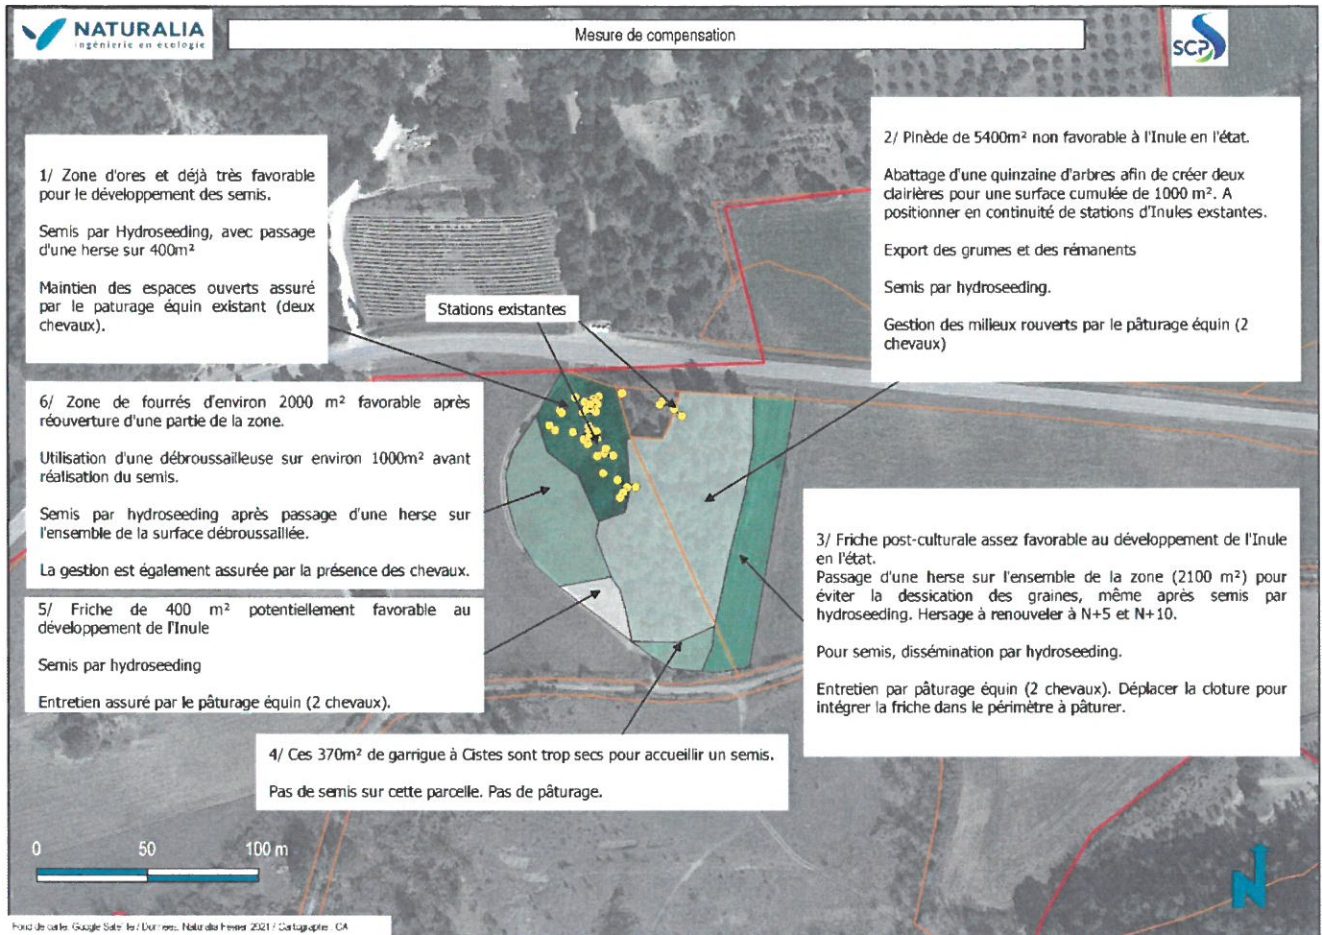 NATURALIA
ingénierie en écologie
Mesure de compensation
SCP
1/ Zone d'ores et déjà très favorable
pour le développement des semis.
Semis par Hydroseeding, avec passage
d'une herse sur 400m²
Maintien des espaces ouverts assuré
par le paturage équin existant (deux
chevaux).
2/ Pinède de 5400m² non favorable à l'Inule en l'état.
Abattage d'une quinzaine d'arbres afin de créer deux
clairières pour une surface cumulée de 1000 m². A
positionner en continuité de stations d'Inules exstantes.
Export des grumes et des rémanents
Semis par hydroseeding.
Gestion des milieux rouverts par le pâturage équin (2
chevaux)
Stations existantes
6/ Zone de fourrés d'environ 2000 m² favorable après
réouverture d'une partie de la zone.
Utilisation d'une débroussailleuse sur environ 1000m² avant
réalisation du semis.
Semis par hydroseeding après passage d'une herse sur
l'ensemble de la surface débroussaillée.
La gestion est également assurée par la présence des chevaux.
5/ Friche de 400 m² potentiellement favorable au
développement de l'Inule
Semis par hydroseeding
Entretien assuré par le pâturage équin (2 chevaux).
3/ Friche post-culturale assez favorable au développement de l'Inule
en l'état.
Passage d'une herse sur l'ensemble de la zone (2100 m²) pour
éviter la dessication des graines, même après semis par
hydroseeding. Hersage à renouveler à N+5 et N+10.
Pour semis, dissémination par hydroseeding.
Entretien par pâturage équin (2 chevaux). Déplacer la cloture pour
intégrer la friche dans le périmètre à pâturer.
4/ Ces 370m² de garrigue à Cistes sont trop secs pour accueillir un semis.
Pas de semis sur cette parcelle. Pas de pâturage.
0 50 100 m
N
Fond de carte: Google Satellite / Données: Naturalia Février 2021 / Cartographe: CA